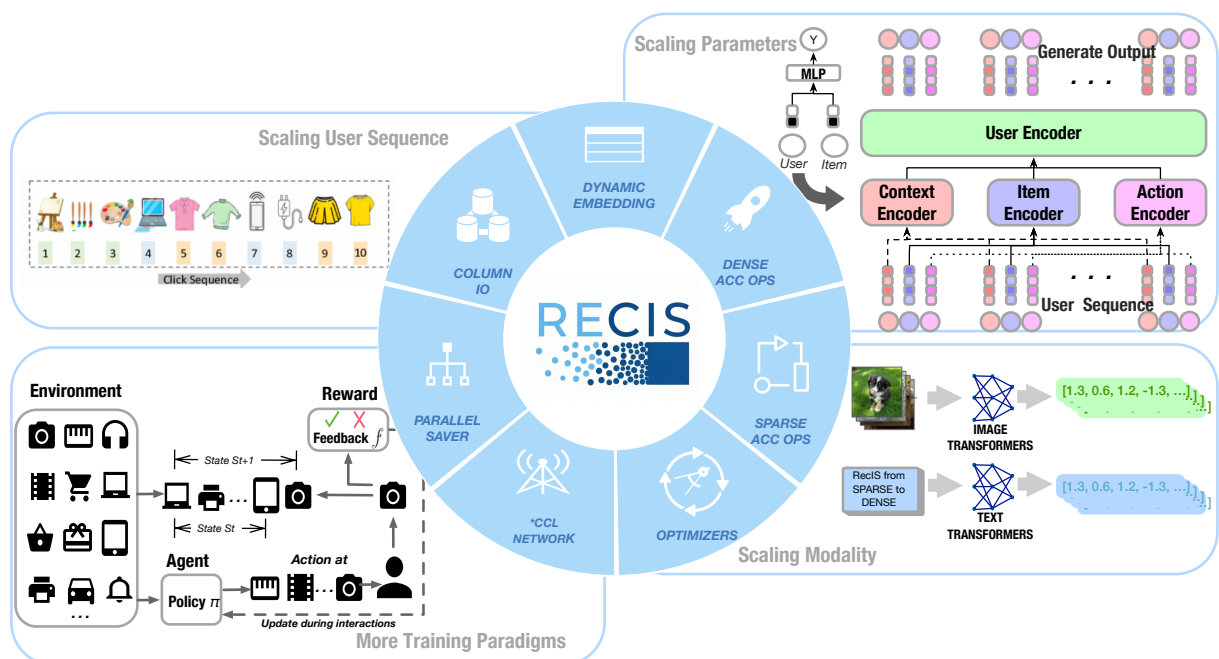 Scaling User Sequence
1 2 3 4 5 6 7 8 9 10
Click Sequence
Scaling Parameters
Y
MLP
User Item
Generate Output
. . .
User Encoder
Context
Encoder
Item
Encoder
Action
Encoder
. . .
User Sequence
DYNAMIC
EMBEDDING
DENSE
ACC OPS
SPARSE
ACC OPS
OPTIMIZERS
*CCL
NETWORK
PARALLEL
SAVER
COLUMN
IO
RECIS
Environment
...
State St+1
...
State St
Reward
Feedback f
Agent
Policy π
Action at
...
Update during interactions
More Training Paradigms
IMAGE
TRANSFORMERS
[1.3, 0.6, 1.2, -1.3, ...]
RecIS from
SPARSE to
DENSE
TEXT
TRANSFORMERS
[1.3, 0.6, 1.2, -1.3, ...]
Scaling Modality